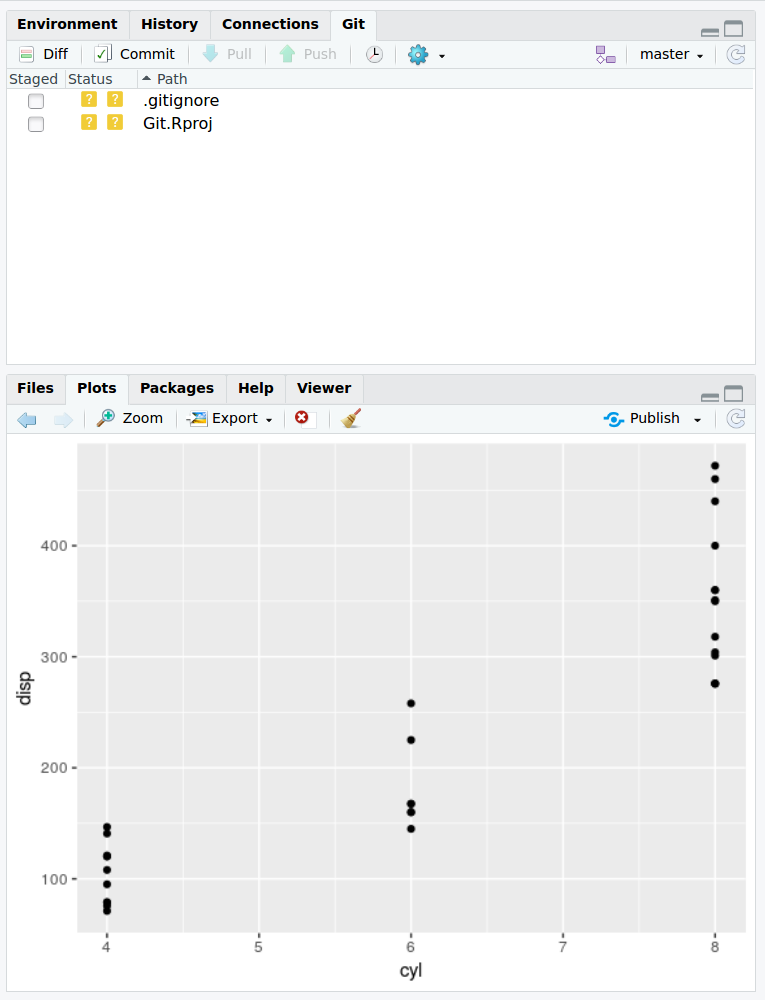 Environment History Connections Git
Diff Commit Pull Push master
Staged Status Path
? ? .gitignore
? ? Git.Rproj
Files Plots Packages Help Viewer
Zoom Export Publish
400
300
200
100
disp
4 5 6 7 8
cyl